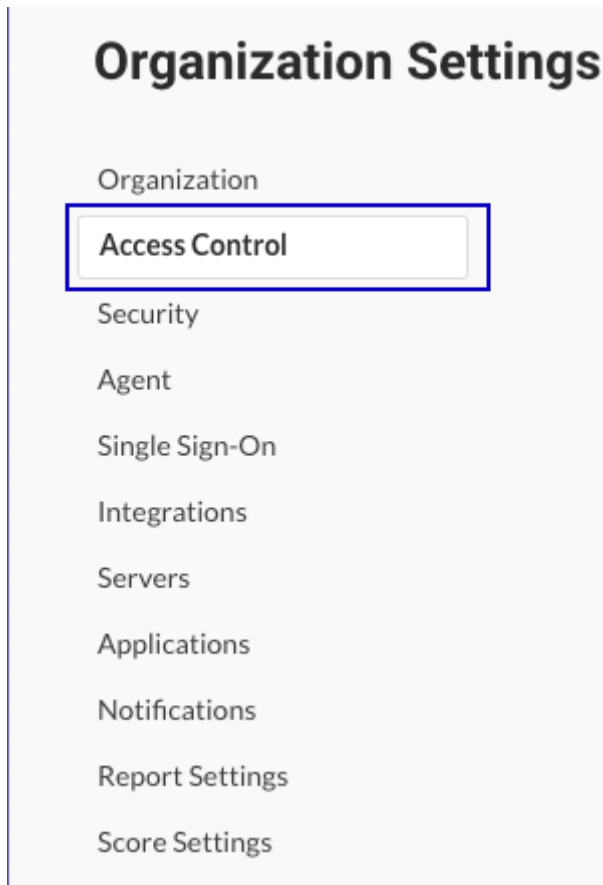 Organization Settings
Organization
Access Control
Security
Agent
Single Sign-On
Integrations
Servers
Applications
Notifications
Report Settings
Score Settings